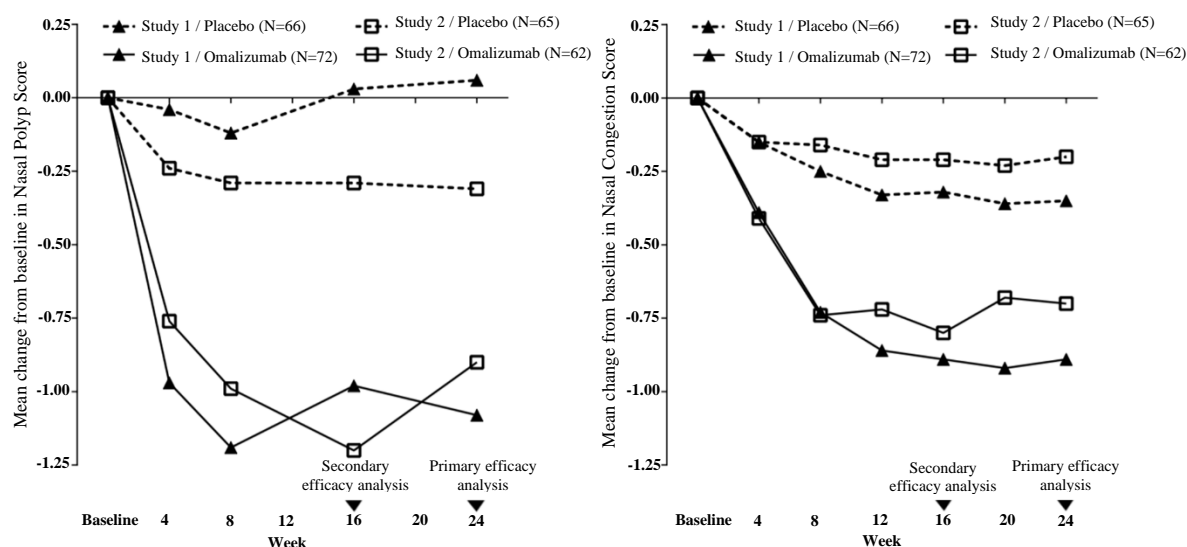 Mean change from baseline in Nasal Polyp Score
0.25
0.00
-0.25
-0.50
-0.75
-1.00
-1.25
Study 1 / Placebo (N=66)
Study 2 / Placebo (N=65)
Study 1 / Omalizumab (N=72)
Study 2 / Omalizumab (N=62)
Secondary
efficacy analysis
Primary efficacy
analysis
Baseline 4 8 12 16 20 24
Week
Mean change from baseline in Nasal Congestion Score
0.25
0.00
-0.25
-0.50
-0.75
-1.00
-1.25
Study 1 / Placebo (N=66)
Study 2 / Placebo (N=65)
Study 1 / Omalizumab (N=72)
Study 2 / Omalizumab (N=62)
Secondary
efficacy analysis
Primary efficacy
analysis
Baseline 4 8 12 16 20 24
Week